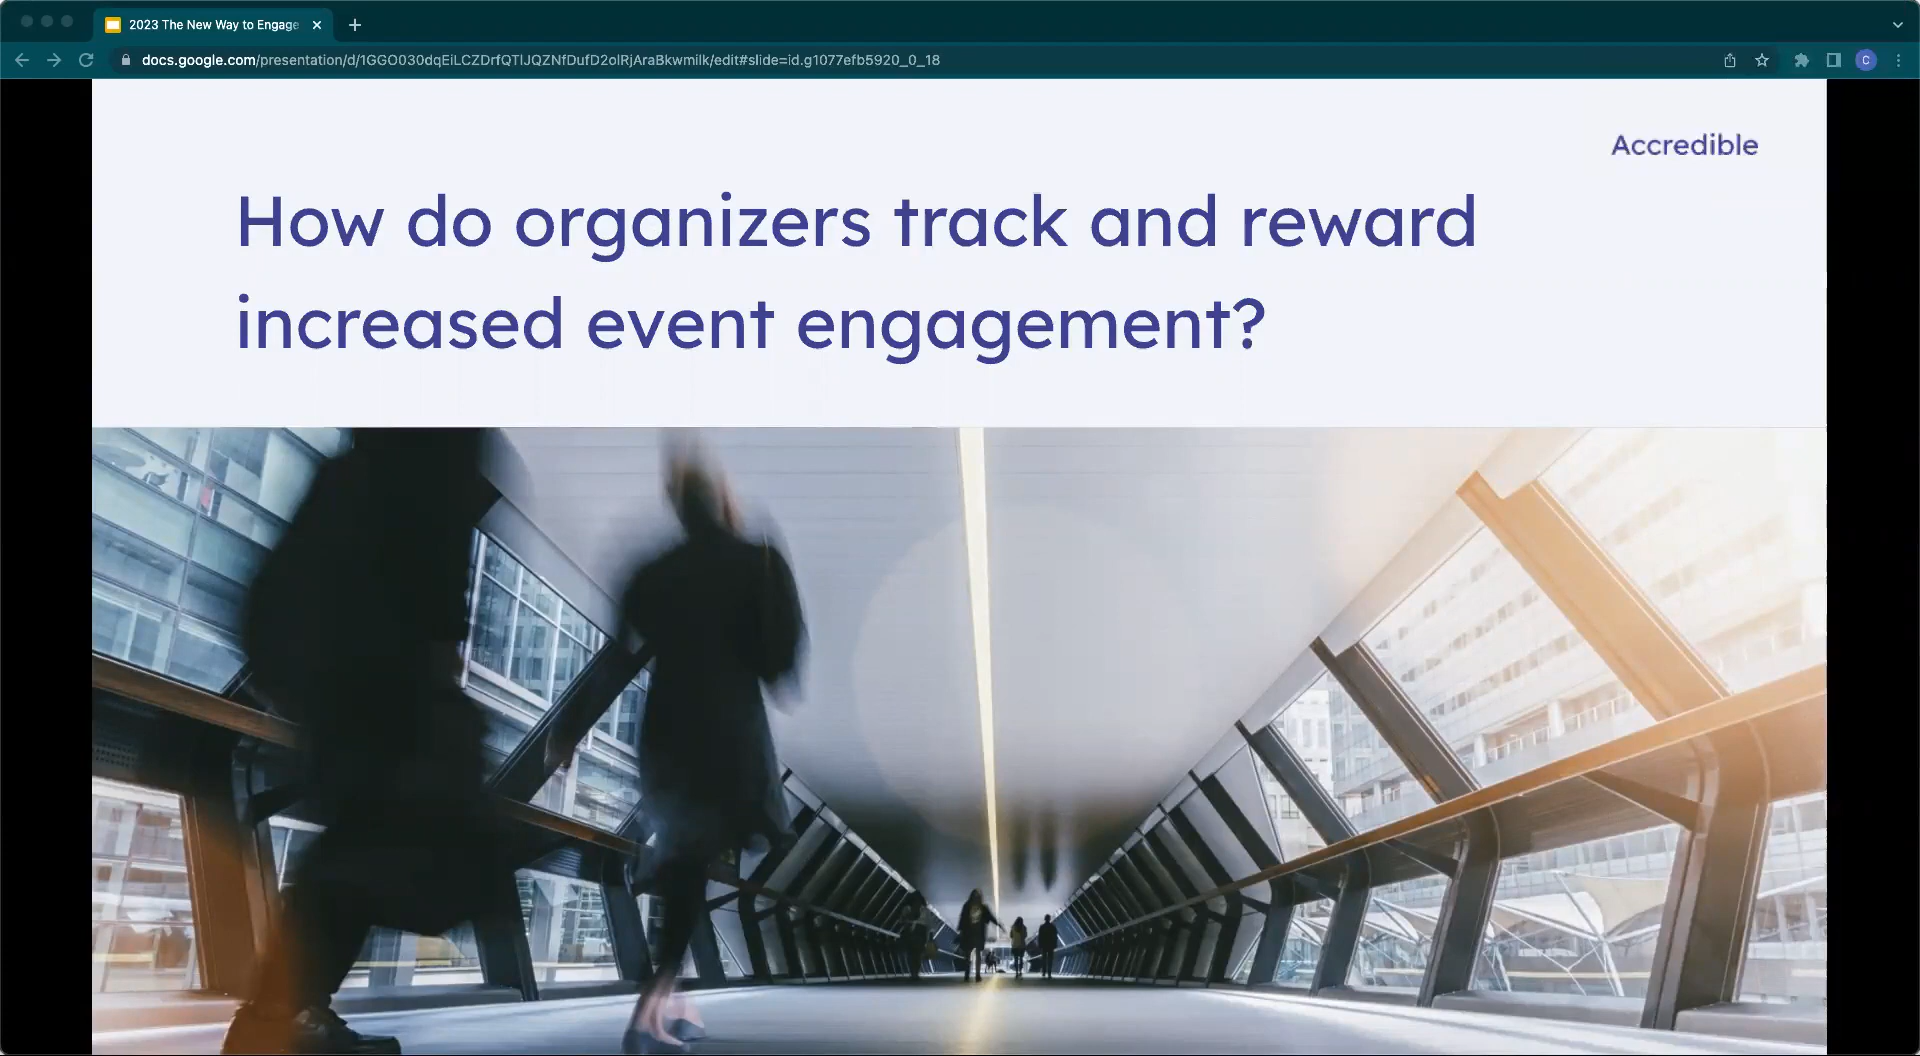 2023 The New Way to Engage
docs.google.com/presentation/d/1GGO030dqEiLCZDrfQTlJQZNfDufD2olRjAraBkwmilk/edit#slide=id.g1077efb5920_0_18
C
Accredible
How do organizers track and reward
increased event engagement?